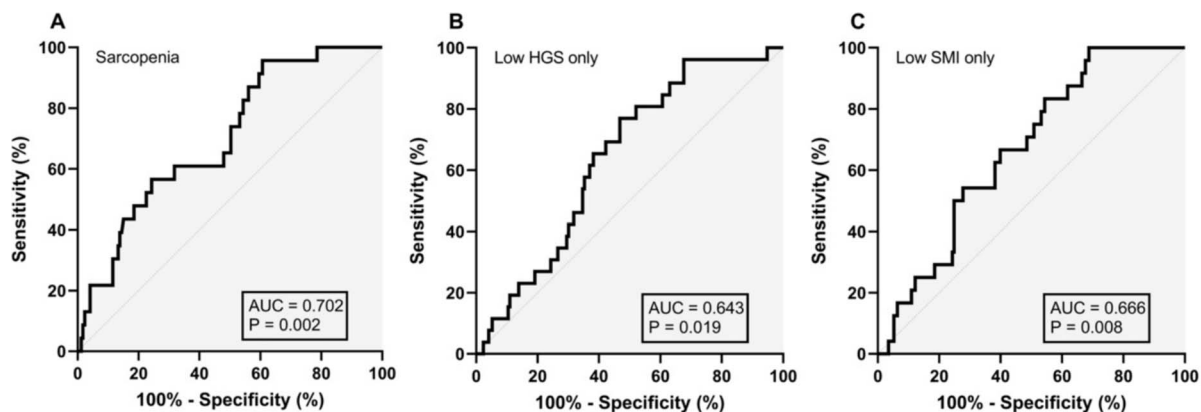 A
Sarcopenia
100
80
60
40
20
0
Sensitivity (%)
0 20 40 60 80 100
100% - Specificity (%)
AUC = 0.702
P = 0.002
B
Low HGS only
100
80
60
40
20
0
Sensitivity (%)
0 20 40 60 80 100
100% - Specificity (%)
AUC = 0.643
P = 0.019
C
Low SMI only
100
80
60
40
20
0
Sensitivity (%)
0 20 40 60 80 100
100% - Specificity (%)
AUC = 0.666
P = 0.008